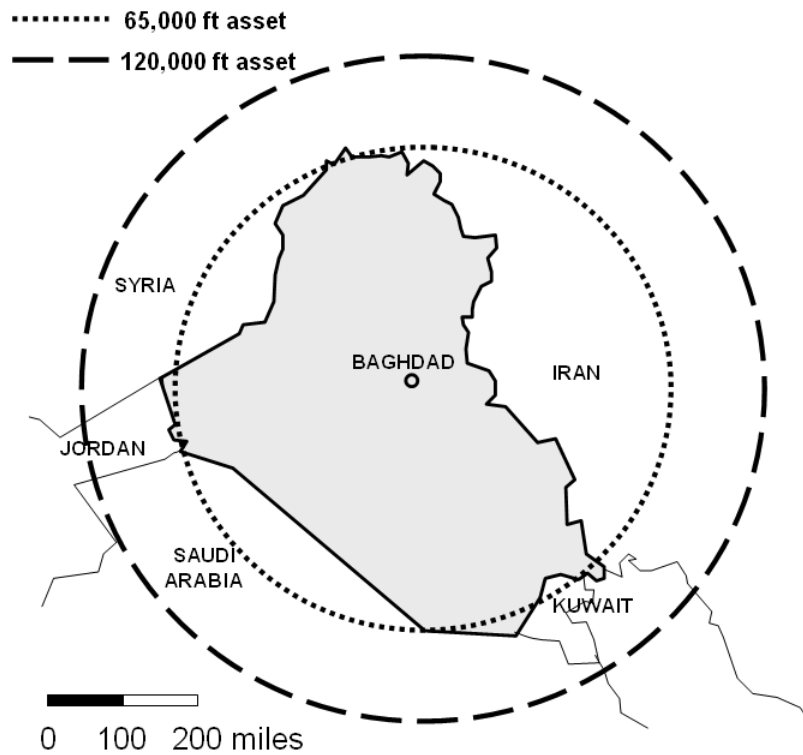 65,000 ft asset
120,000 ft asset
SYRIA
BAGHDAD
IRAN
JORDAN
SAUDI
ARABIA
KUWAIT
0 100 200 miles